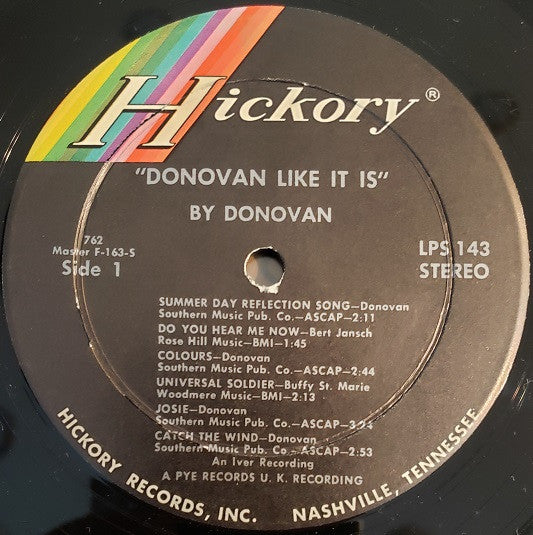 Hickory®
"DONOVAN LIKE IT IS"
BY DONOVAN
762
Master F-163-S
Side 1
LPS 143
STEREO
SUMMER DAY REFLECTION SONG—Donovan
Southern Music Pub. Co.—ASCAP—2:11
DO YOU HEAR ME NOW—Bert Jansch
Rose Hill Music—BMI—1:45
COLOURS—Donovan
Southern Music Pub. Co.—ASCAP—2:44
UNIVERSAL SOLDIER—Buffy St. Marie
Woodmere Music—BMI—2:13
JOSIE—Donovan
Southern Music Pub. Co.—ASCAP—3:24
CATCH THE WIND—Donovan
Southern Music Pub. Co.—ASCAP—2:53
An Iver Recording
A PYE RECORDS U. K. RECORDING
HICKORY RECORDS, INC. NASHVILLE, TENNESSEE